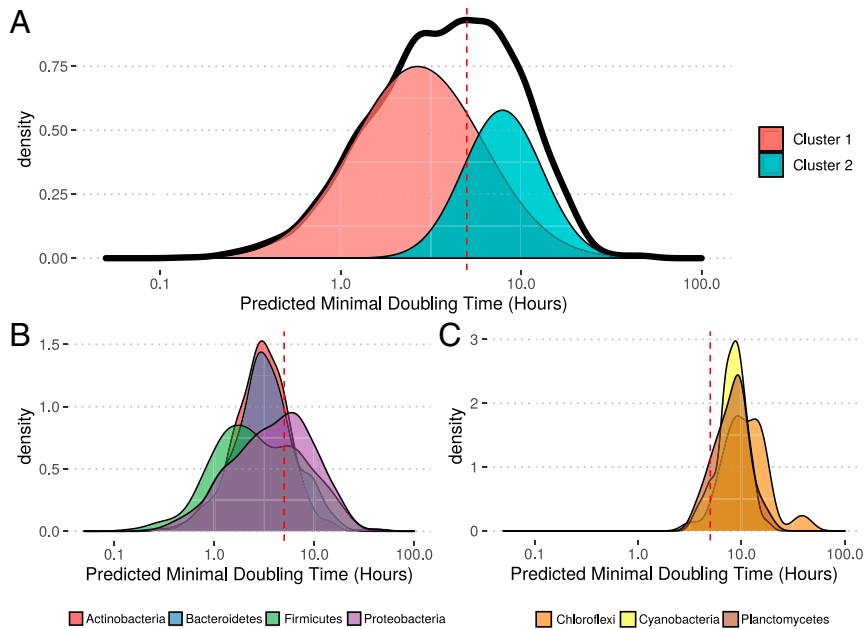 A
density
0.75
0.50
0.25
0.00
0.1 1.0 10.0 100.0
Predicted Minimal Doubling Time (Hours)
Cluster 1
Cluster 2
B
density
1.5
1.0
0.5
0.0
0.1 1.0 10.0 100.0
Predicted Minimal Doubling Time (Hours)
Actinobacteria Bacteroidetes Firmicutes Proteobacteria
C
density
3
2
1
0
0.1 1.0 10.0 100.0
Predicted Minimal Doubling Time (Hours)
Chloroflexi Cyanobacteria Planctomycetes